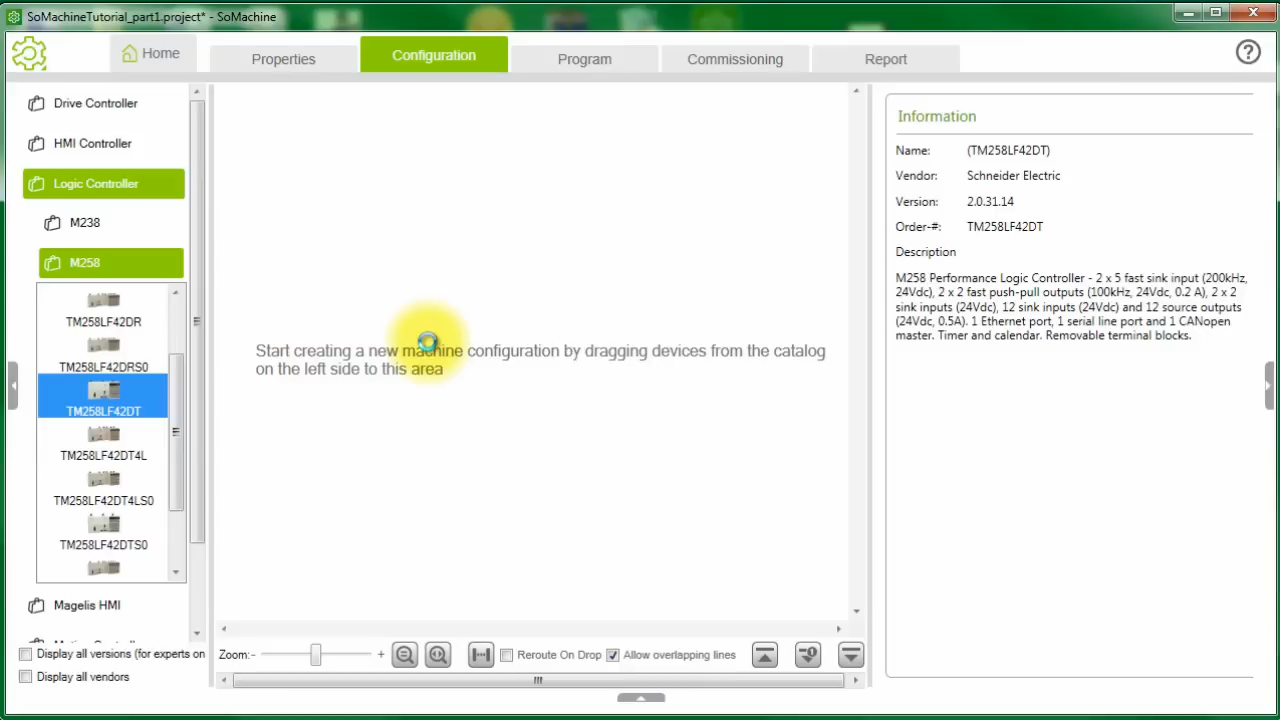 SoMachineTutorial_part1.project* - SoMachine
Home
Properties
Configuration
Program
Commissioning
Report
Drive Controller
HMI Controller
Logic Controller
M238
M258
TM258LF42DR
TM258LF42DRS0
TM258LF42DT
TM258LF42DT4L
TM258LF42DT4LS0
TM258LF42DTS0
Magelis HMI
Display all versions (for experts on
Display all vendors
Start creating a new machine configuration by dragging devices from the catalog
on the left side to this area
Zoom:- +
Reroute On Drop
Allow overlapping lines
Information
Name: (TM258LF42DT)
Vendor: Schneider Electric
Version: 2.0.31.14
Order-#: TM258LF42DT
Description
M258 Performance Logic Controller - 2 x 5 fast sink input (200kHz,
24Vdc), 2 x 2 fast push-pull outputs (100kHz, 24Vdc, 0.2 A), 2 x 2
sink inputs (24Vdc), 12 sink inputs (24Vdc) and 12 source outputs
(24Vdc, 0.5A). 1 Ethernet port, 1 serial line port and 1 CANopen
master. Timer and calendar. Removable terminal blocks.